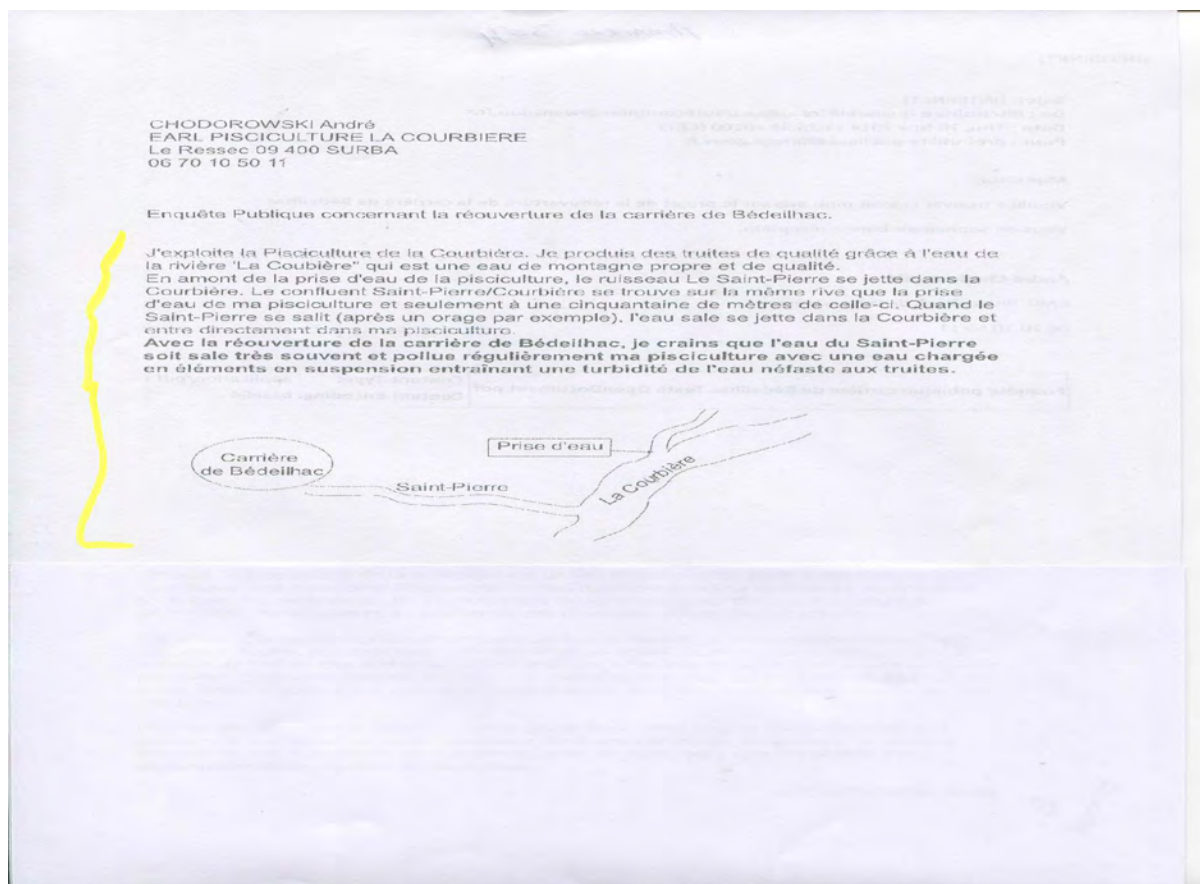 CHODOROWSKI André
EARL PISCICULTURE LA COURBIERE
Le Ressec 09 400 SURBA
06 70 10 50 11
Enquête Publique concernant la réouverture de la carrière de Bédeilhac.
J'exploite la Pisciculture de la Courbière. Je produis des truites de qualité grâce à l'eau de
la rivière 'La Coubière" qui est une eau de montagne propre et de qualité.
En amont de la prise d'eau de la pisciculture, le ruisseau Le Saint-Pierre se jette dans la
Courbière. Le confluent Saint-Pierre/Courbière se trouve sur la même rive que la prise
d'eau de ma pisciculture et seulement à une cinquantaine de mètres de celle-ci. Quand le
Saint-Pierre se salit (après un orage par exemple), l'eau sale se jette dans la Courbière et
entre directement dans ma pisciculture.
Avec la réouverture de la carrière de Bédeilhac, je crains que l'eau du Saint-Pierre
soit sale très souvent et pollue régulièrement ma pisciculture avec une eau chargée
en éléments en suspension entraînant une turbidité de l'eau néfaste aux truites.
Prise d'eau
Carrière
de Bédeilhac
Saint-Pierre
La Courbière